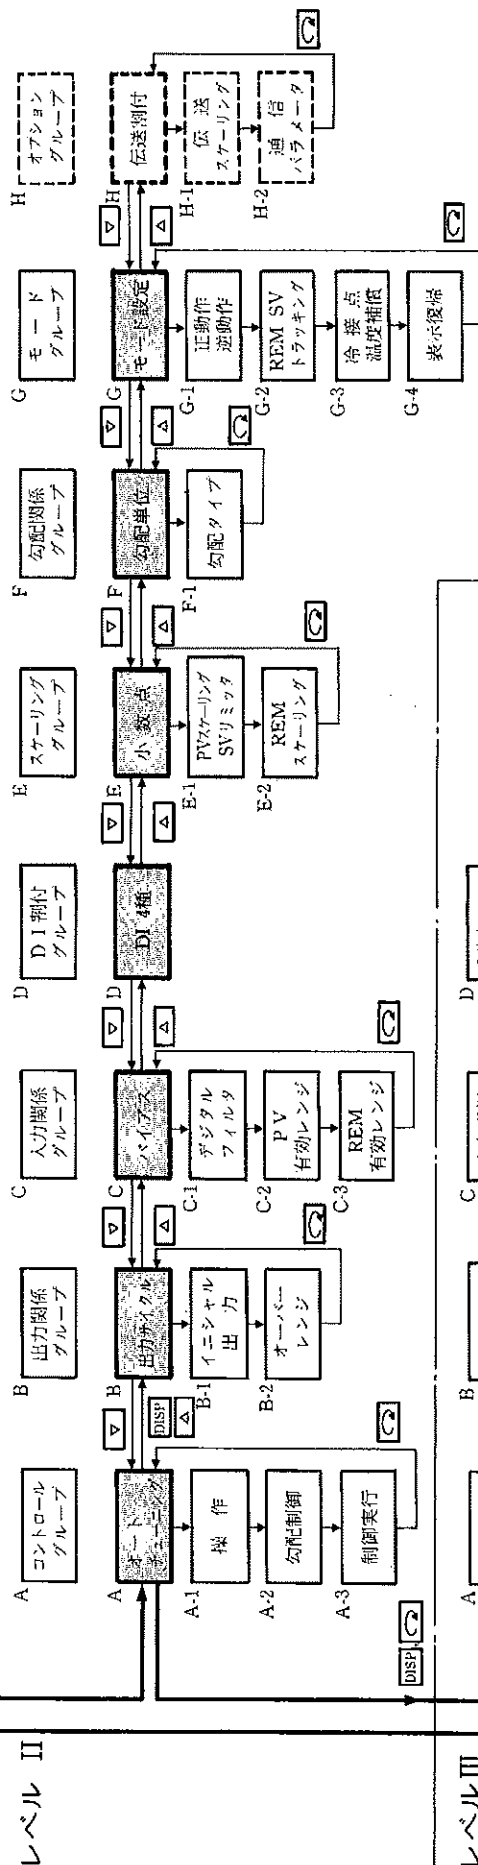 レベル II
A
コントロール
グループ
B
出力関係
グループ
C
入力関係
グループ
D
DI割付
グループ
E
スケーリング
グループ
F
勾配関係
グループ
G
モード
グループ
H
オプション
グループ
A
オート
チューニング
▽
DISP
△
B
出力サイクル
▽
△
C
バイアス
▽
△
D
DI 4種
▽
△
E
小数点
▽
△
F
勾配単位
▽
△
G
モード設定
▽
△
H
伝送割付
A-1
操作
A-2
勾配制御
A-3
制御実行
B-1
イニシャル
出力
B-2
オーバー
レンジ
C-1
デジタル
フィルタ
C-2
PV
有効レンジ
C-3
REM
有効レンジ
E-1
PVスケーリング
SVリミッタ
E-2
REM
スケーリング
F-1
勾配タイプ
G-1
正動作
逆動作
G-2
REM SV
トラッキング
G-3
冷接点
温度補償
G-4
表示復帰
H-1
伝送
スケーリング
H-2
通信
パラメータ
DISP
レベル III
A
B
C
D